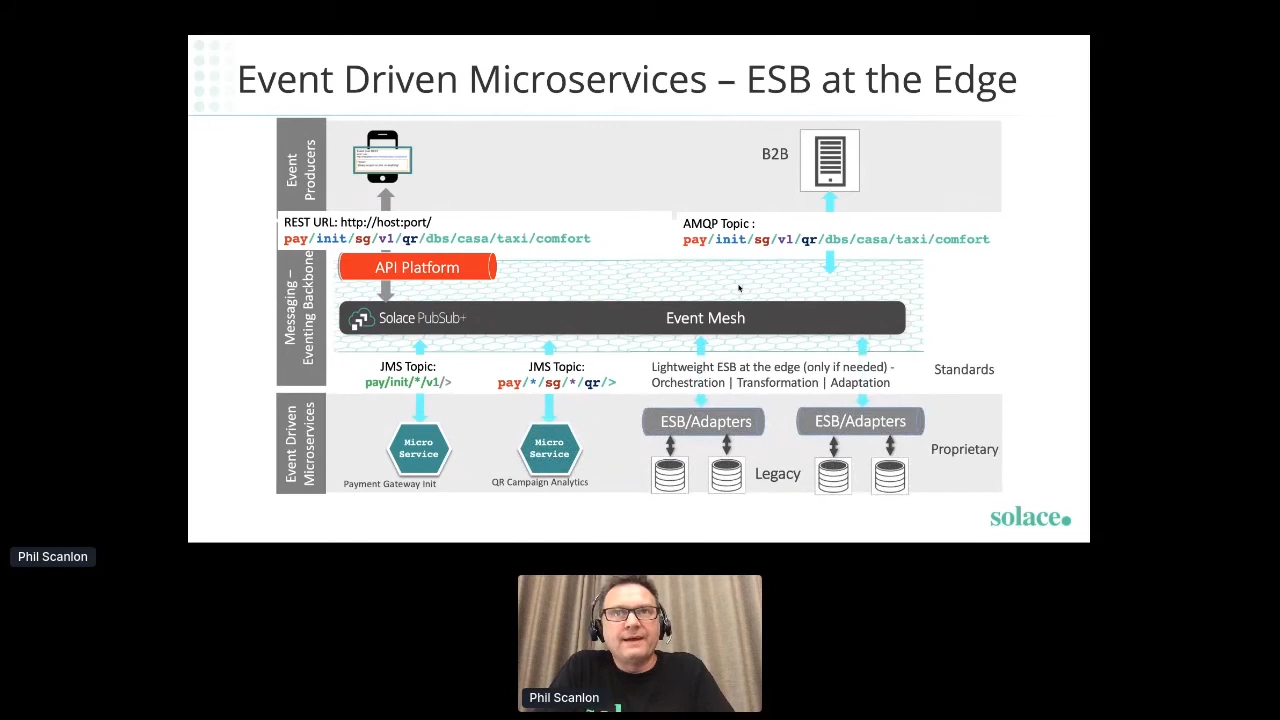 Event Driven Microservices – ESB at the Edge
Event
Producers
B2B
REST URL: http://host:port/
pay/init/sg/v1/qr/dbs/casa/taxi/comfort
AMQP Topic :
pay/init/sg/v1/qr/dbs/casa/taxi/comfort
Messaging –
Eventing Backbone
API Platform
Solace PubSub+
Event Mesh
JMS Topic:
pay/init/*/v1/>
JMS Topic:
pay/*/sg/*/qr/>
Lightweight ESB at the edge (only if needed) -
Orchestration | Transformation | Adaptation
Standards
Event Driven
Microservices
Micro
Service
Payment Gateway Init
Micro
Service
QR Campaign Analytics
ESB/Adapters
ESB/Adapters
Legacy
Proprietary
solace.
Phil Scanlon
Phil Scanlon